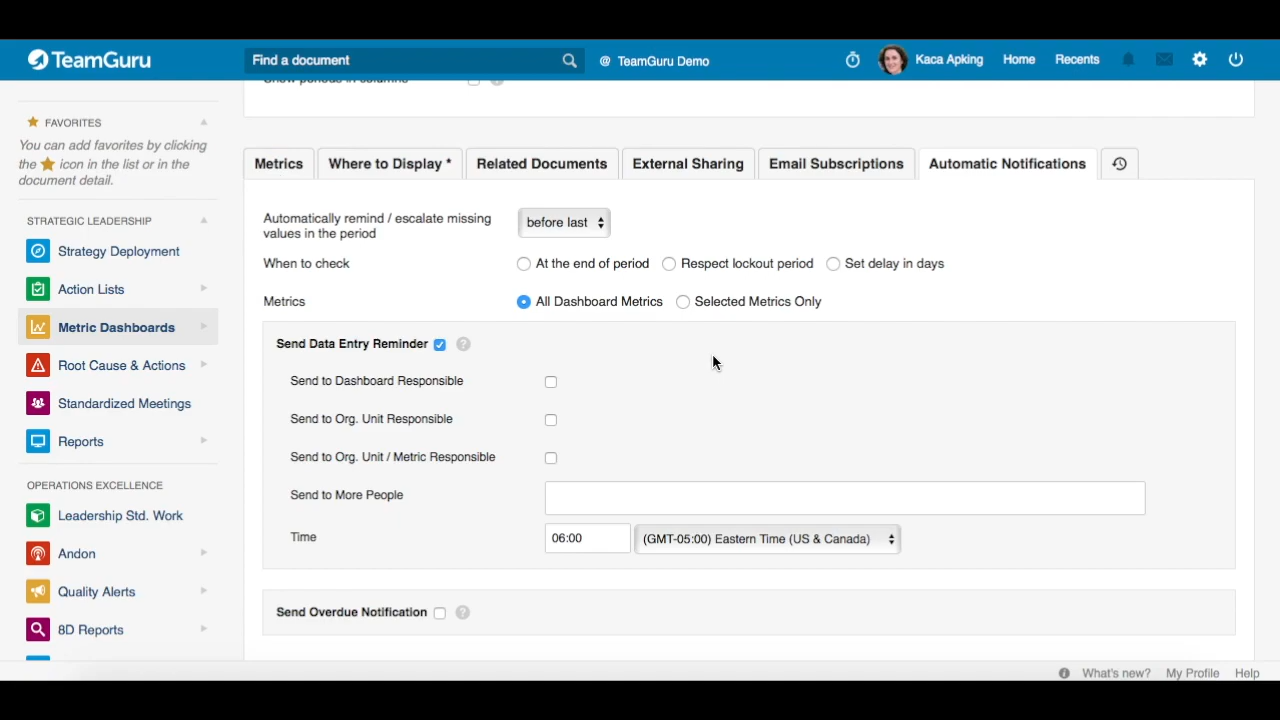 TeamGuru
Find a document
@ TeamGuru Demo
Kaca Apking
Home
Recents
Show periods in columns
FAVORITES
You can add favorites by clicking
the icon in the list or in the
document detail.
STRATEGIC LEADERSHIP
Strategy Deployment
Action Lists
Metric Dashboards
Root Cause & Actions
Standardized Meetings
Reports
OPERATIONS EXCELLENCE
Leadership Std. Work
Andon
Quality Alerts
8D Reports
Metrics
Where to Display *
Related Documents
External Sharing
Email Subscriptions
Automatic Notifications
Automatically remind / escalate missing
values in the period
before last
When to check
At the end of period
Respect lockout period
Set delay in days
Metrics
All Dashboard Metrics
Selected Metrics Only
Send Data Entry Reminder
?
Send to Dashboard Responsible
Send to Org. Unit Responsible
Send to Org. Unit / Metric Responsible
Send to More People
Time
06:00
(GMT-05:00) Eastern Time (US & Canada)
Send Overdue Notification
?
What's new?
My Profile
Help